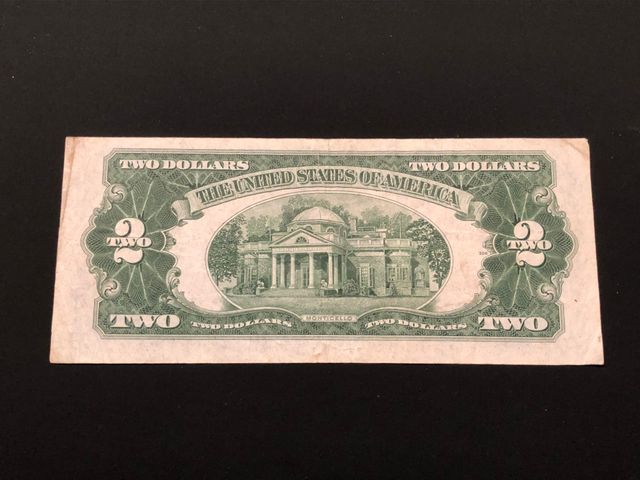 TWO DOLLARS TWO DOLLARS
THE UNITED STATES OF AMERICA
2 2
TWO TWO
TWO TWO DOLLARS MONTICELLO TWO DOLLARS TWO